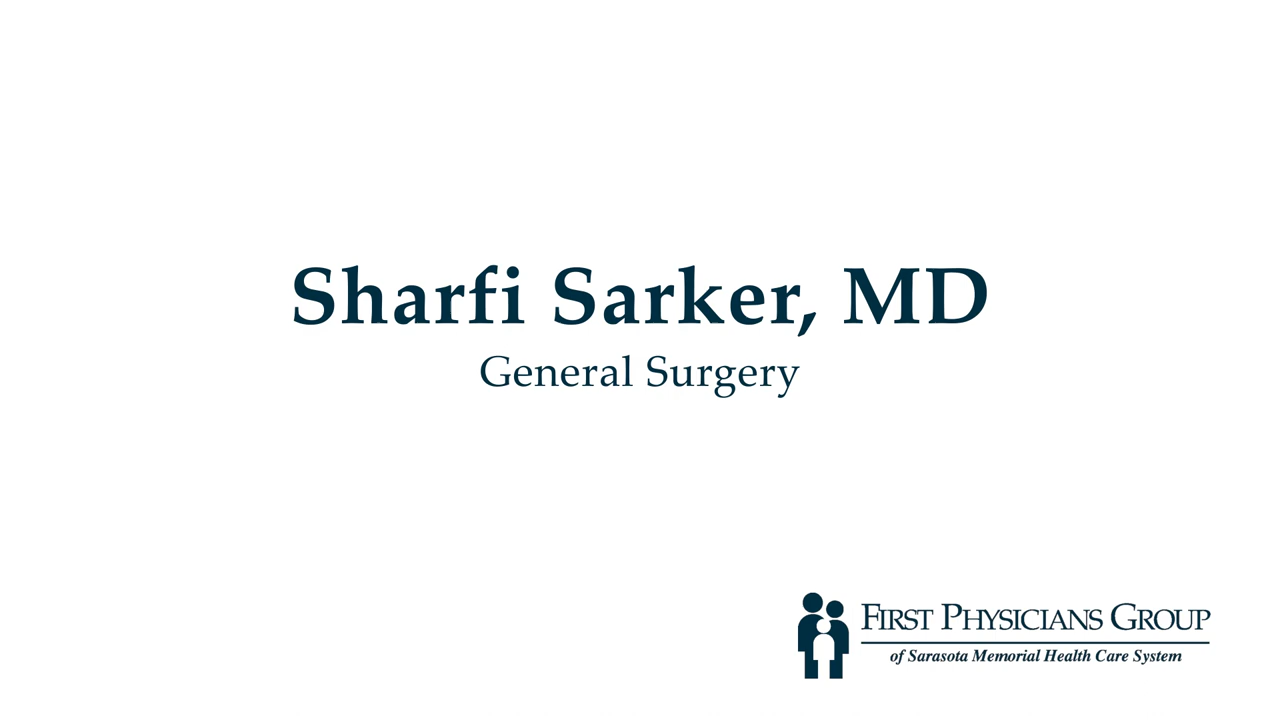 Sharfi Sarker, MD
General Surgery
FIRST PHYSICIANS GROUP
of Sarasota Memorial Health Care System